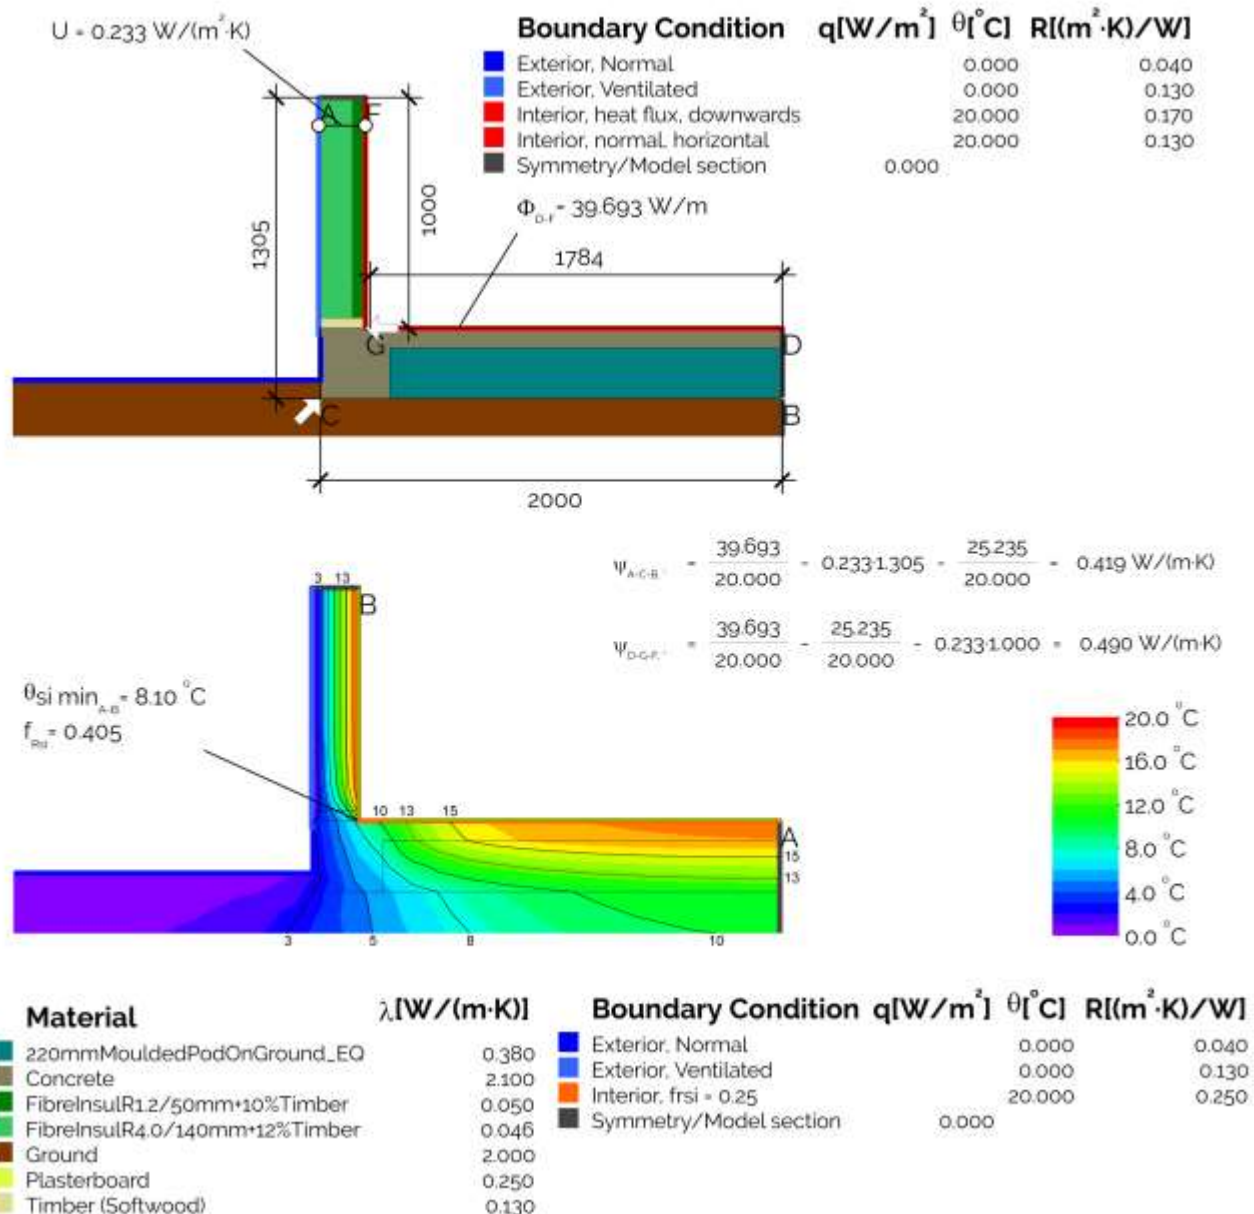 U = 0.233 W/(m²·K)
Boundary Condition q[W/m²] θ[°C] R[(m²·K)/W]
Exterior, Normal 0.000 0.040
Exterior, Ventilated 0.000 0.130
Interior, heat flux, downwards 20.000 0.170
Interior, normal, horizontal 20.000 0.130
Symmetry/Model section 0.000
A F
Φ = 39.693 W/m
1305
1000
1784
G
D
C
B
2000
ψ = 39.693 / 20.000 - 0.233·1.305 - 25.235 / 20.000 = 0.419 W/(m·K)
ψ = 39.693 / 20.000 - 25.235 / 20.000 - 0.233·1.000 = 0.490 W/(m·K)
3 13
B
θsi min A-B = 8.10 °C
f Rsi = 0.405
10 13 15
A
15
13
3 5 8 10
20.0 °C
16.0 °C
12.0 °C
8.0 °C
4.0 °C
0.0 °C
Material λ[W/(m·K)]
220mmMouldedPodOnGround_EQ 0.380
Concrete 2.100
FibreInsulR1.2/50mm+10%Timber 0.050
FibreInsulR4.0/140mm+12%Timber 0.046
Ground 2.000
Plasterboard 0.250
Timber (Softwood) 0.130
Boundary Condition q[W/m²] θ[°C] R[(m²·K)/W]
Exterior, Normal 0.000 0.040
Exterior, Ventilated 0.000 0.130
Interior, frsi = 0.25 20.000 0.250
Symmetry/Model section 0.000